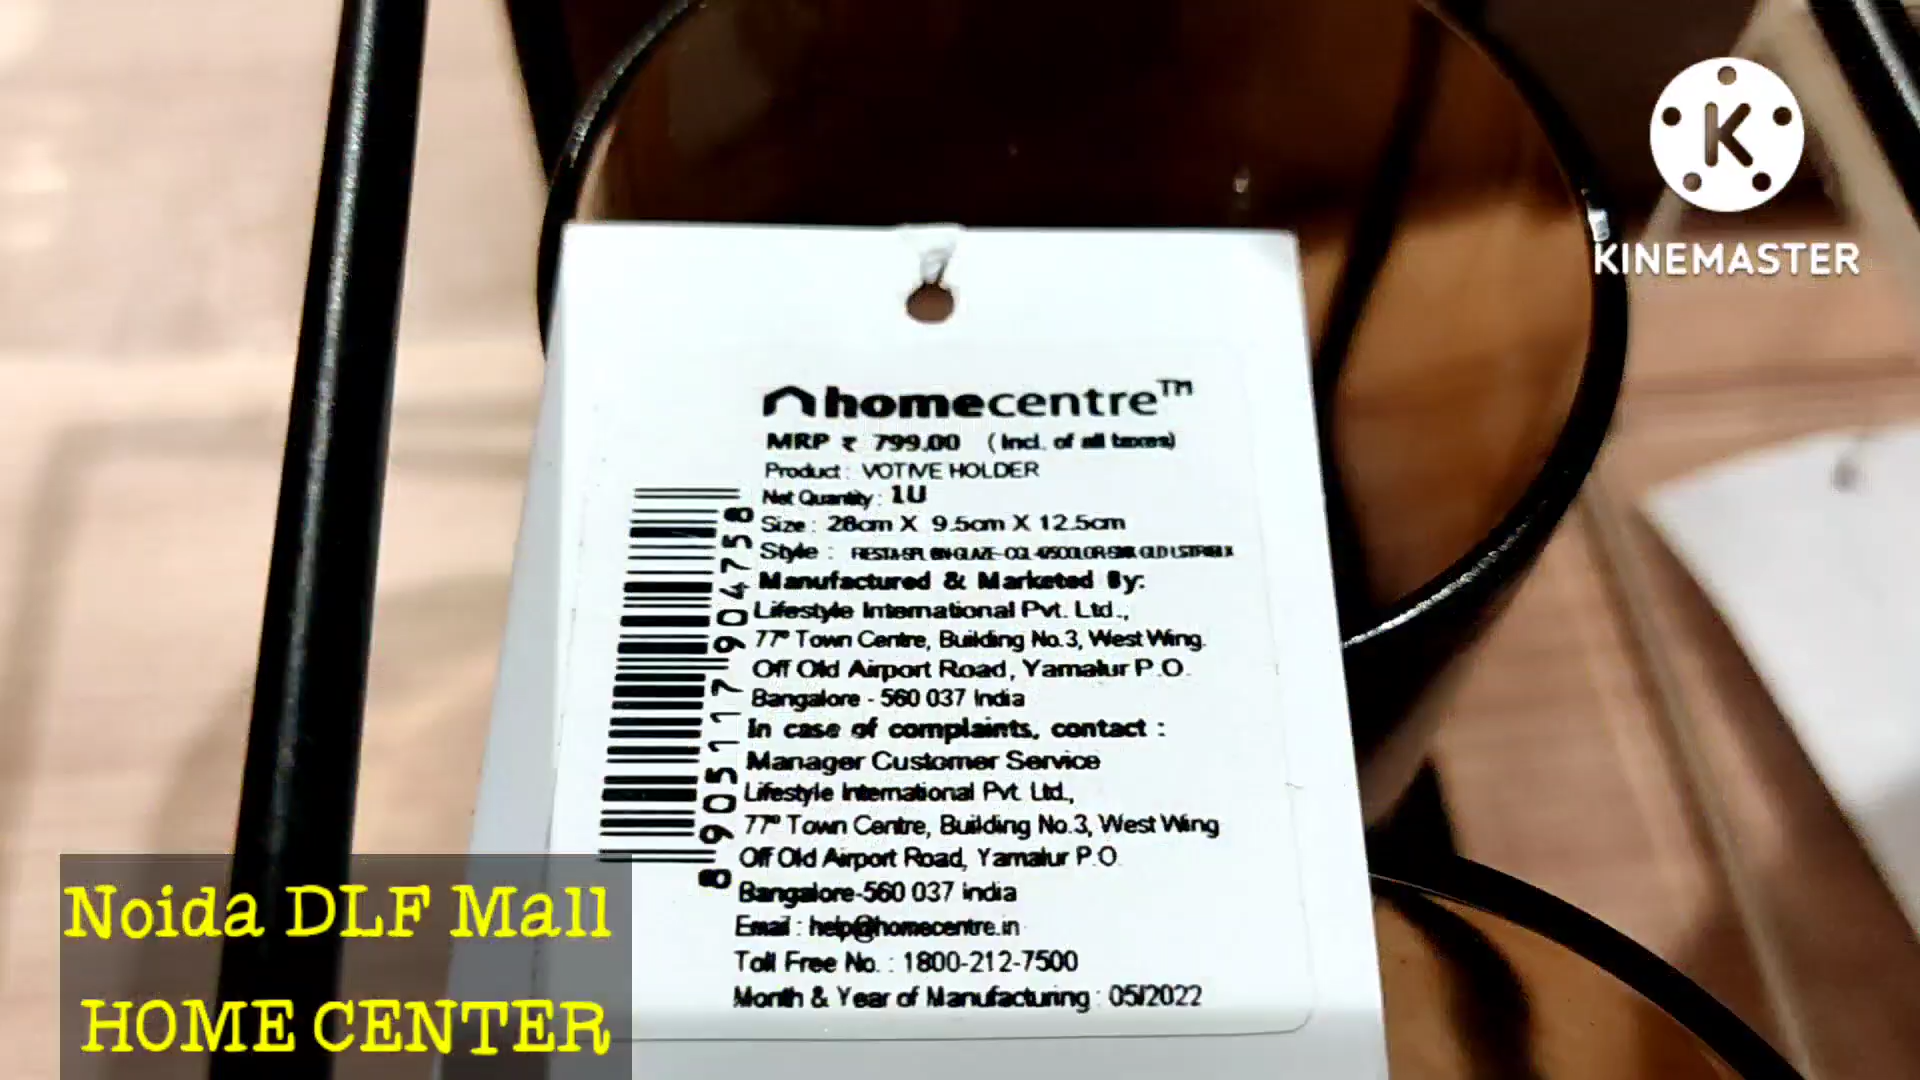 KINEMASTER
homecentre™
MRP ₹ 799.00 (Incl. of all taxes)
Product : VOTIVE HOLDER
Net Quantity : 1U
Size : 28cm X 9.5cm X 12.5cm
Style :
Manufactured & Marketed By:
Lifestyle International Pvt. Ltd.,
77° Town Centre, Building No.3, West Wing.
Off Old Airport Road, Yamalur P.O.
Bangalore - 560 037 India
In case of complaints, contact :
Manager Customer Service
Lifestyle International Pvt. Ltd.,
77° Town Centre, Building No.3, West Wing
Off Old Airport Road, Yamalur P.O.
Bangalore-560 037 india
Email : help@homecentre.in
Toll Free No. : 1800-212-7500
Month & Year of Manufacturing : 05/2022
8905117904758
Noida DLF Mall
HOME CENTER